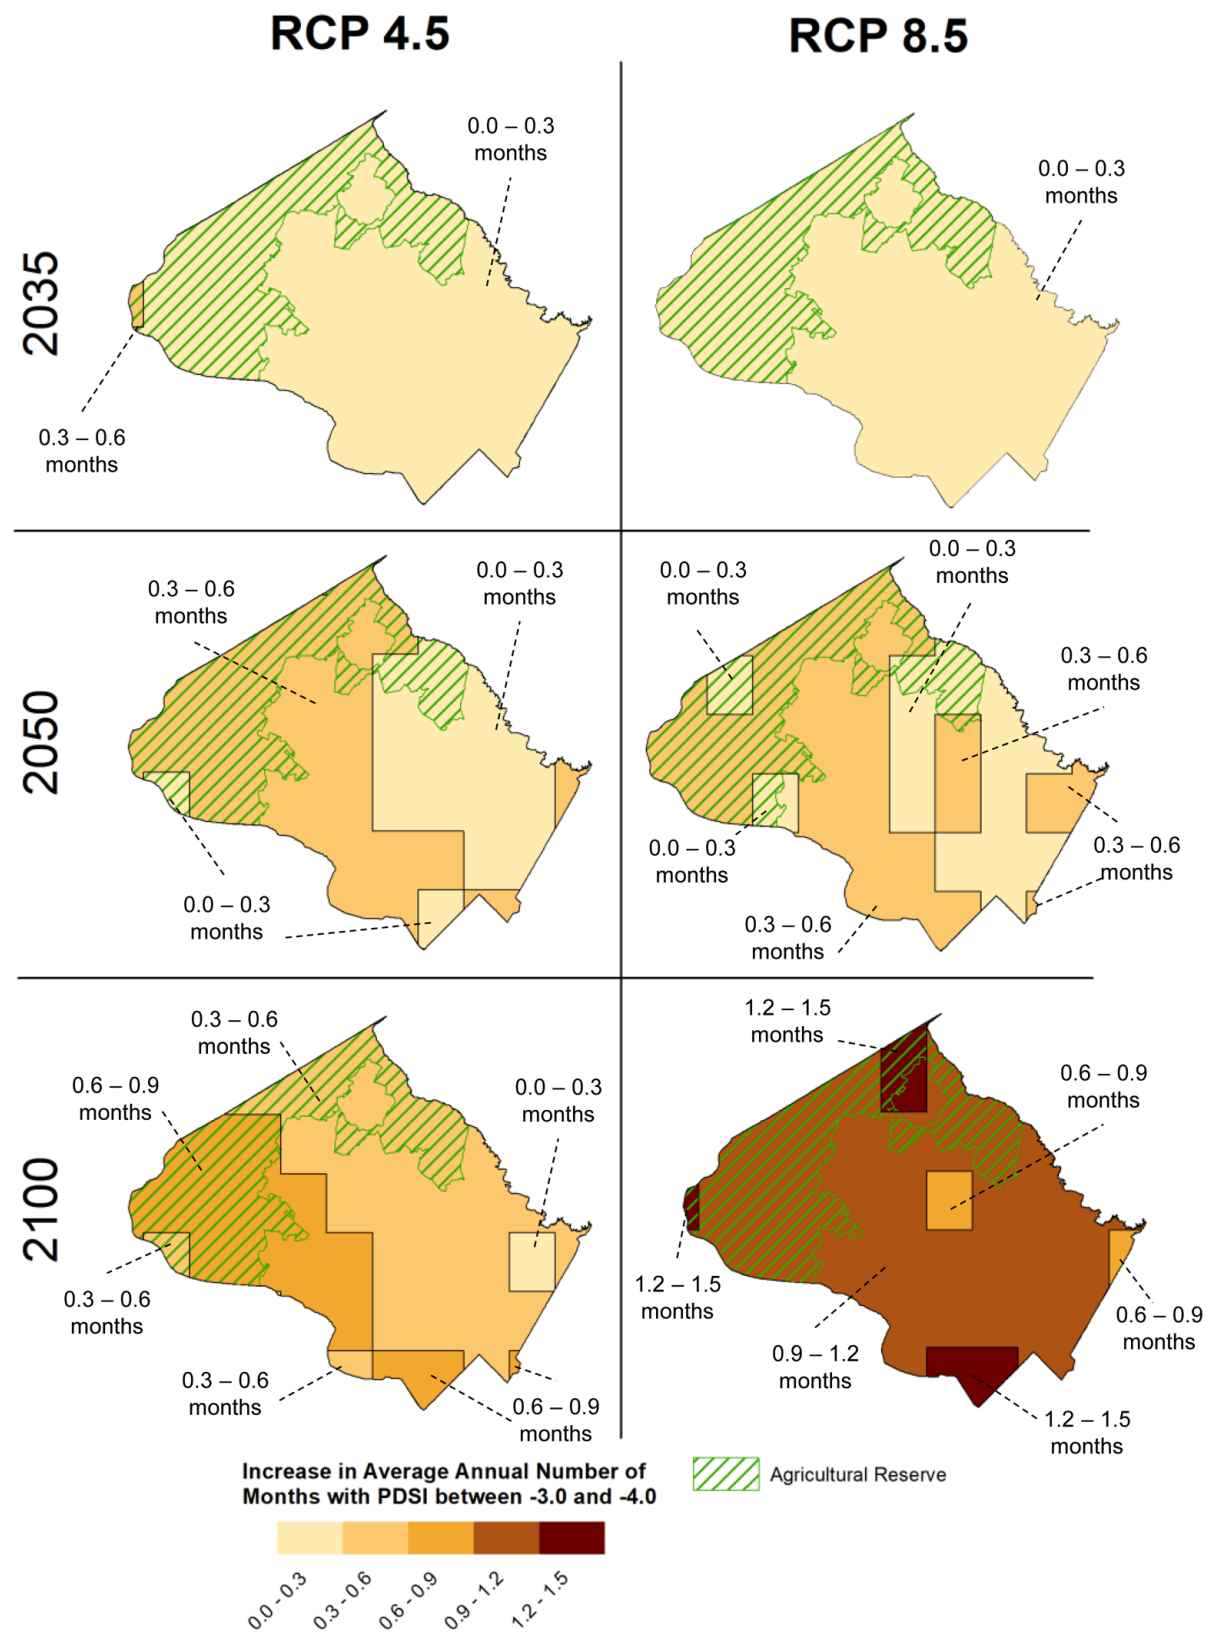 RCP 4.5
RCP 8.5
2035
0.0 – 0.3
months
0.3 – 0.6
months
0.0 – 0.3
months
2050
0.3 – 0.6
months
0.0 – 0.3
months
0.0 – 0.3
months
0.0 – 0.3
months
0.0 – 0.3
months
0.3 – 0.6
months
0.0 – 0.3
months
0.3 – 0.6
months
0.3 – 0.6
months
2100
0.3 – 0.6
months
0.6 – 0.9
months
0.0 – 0.3
months
0.3 – 0.6
months
0.3 – 0.6
months
0.6 – 0.9
months
1.2 – 1.5
months
0.6 – 0.9
months
1.2 – 1.5
months
0.6 – 0.9
months
0.9 – 1.2
months
1.2 – 1.5
months
Increase in Average Annual Number of
Months with PDSI between -3.0 and -4.0
0.0 - 0.3
0.3 - 0.6
0.6 - 0.9
0.9 - 1.2
1.2 - 1.5
Agricultural Reserve